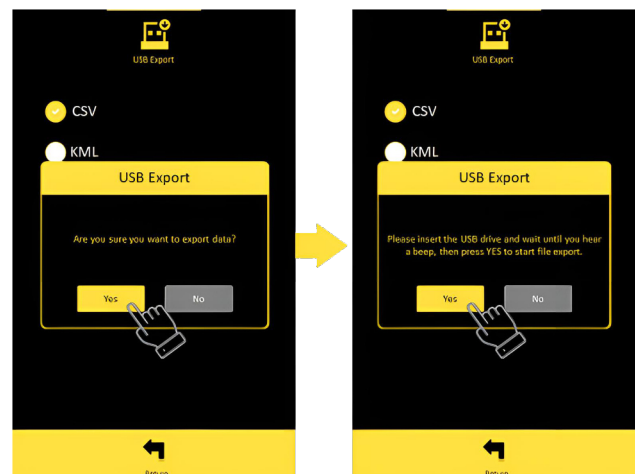 USB Export
CSV
KML
USB Export
Are you sure you want to export data?
Yes
No
Return
USB Export
CSV
KML
USB Export
Please insert the USB drive and wait until you hear
a beep, then press YES to start file export.
Yes
No
Return